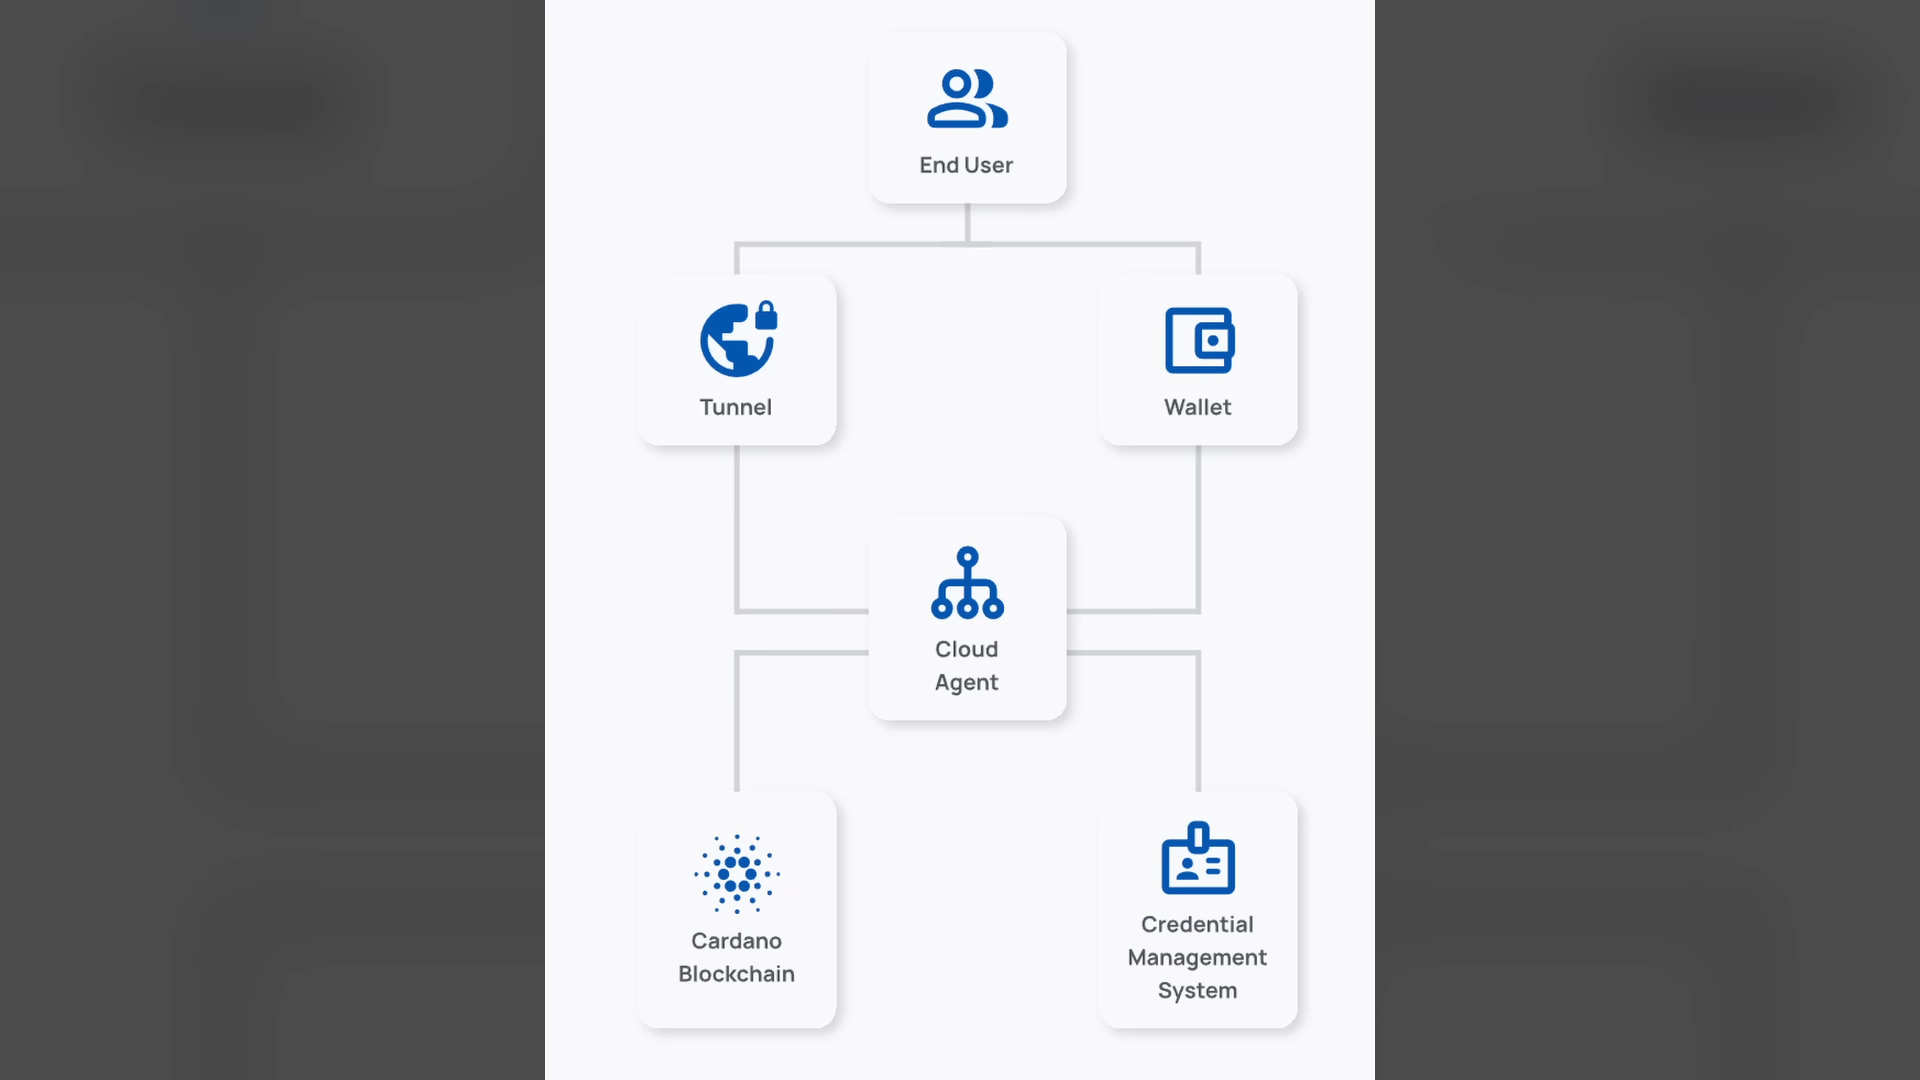 End User
Tunnel
Wallet
Cloud
Agent
Cardano
Blockchain
Credential
Management
System